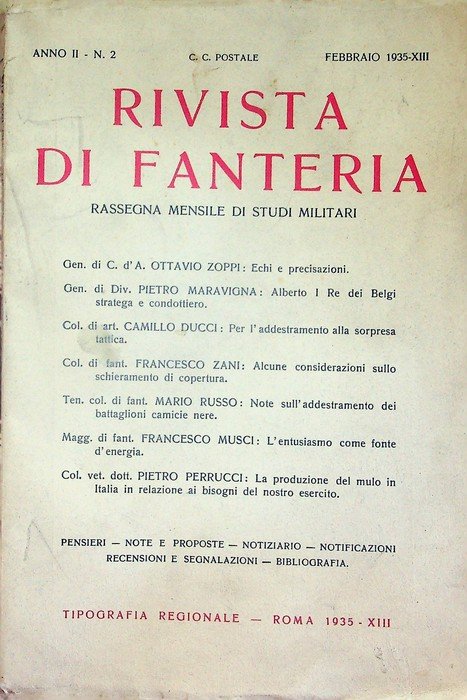 ANNO II - N. 2 C. C. POSTALE FEBBRAIO 1935-XIII
RIVISTA
DI FANTERIA
RASSEGNA MENSILE DI STUDI MILITARI
Gen. di C. d'A. OTTAVIO ZOPPI: Echi e precisazioni.
Gen. di Div. PIETRO MARAVIGNA: Alberto I Re dei Belgi
stratega e condottiero.
Col. di art. CAMILLO DUCCI: Per l'addestramento alla sorpresa
tattica.
Col. di fant. FRANCESCO ZANI: Alcune considerazioni sullo
schieramento di copertura.
Ten. col. di fant. MARIO RUSSO: Note sull'addestramento dei
battaglioni camicie nere.
Magg. di fant. FRANCESCO MUSCI: L'entusiasmo come fonte
d'energia.
Col. vet. dott. PIETRO PERRUCCI: La produzione del mulo in
Italia in relazione ai bisogni del nostro esercito.
PENSIERI — NOTE E PROPOSTE — NOTIZIARIO — NOTIFICAZIONI
RECENSIONI E SEGNALAZIONI — BIBLIOGRAFIA.
TIPOGRAFIA REGIONALE — ROMA 1935 - XIII